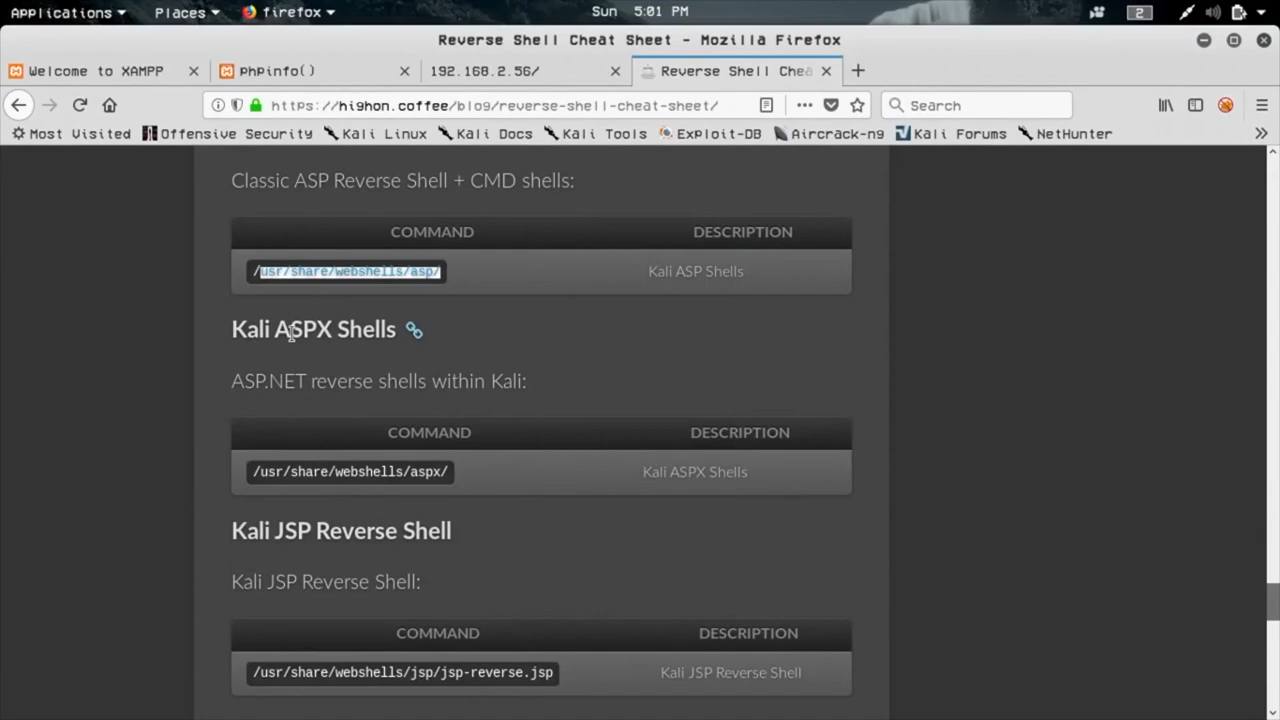 Applications Places firefox Sun 5:01 PM 2
Reverse Shell Cheat Sheet - Mozilla Firefox
Welcome to XAMPP phpinfo() 192.168.2.56/ Reverse Shell Chea
https://highon.coffee/blog/reverse-shell-cheat-sheet/ Search
Most Visited Offensive Security Kali Linux Kali Docs Kali Tools Exploit-DB Aircrack-ng Kali Forums NetHunter
Classic ASP Reverse Shell + CMD shells:
COMMAND DESCRIPTION
/usr/share/webshells/asp/ Kali ASP Shells
Kali ASPX Shells
ASP.NET reverse shells within Kali:
COMMAND DESCRIPTION
/usr/share/webshells/aspx/ Kali ASPX Shells
Kali JSP Reverse Shell
Kali JSP Reverse Shell:
COMMAND DESCRIPTION
/usr/share/webshells/jsp/jsp-reverse.jsp Kali JSP Reverse Shell